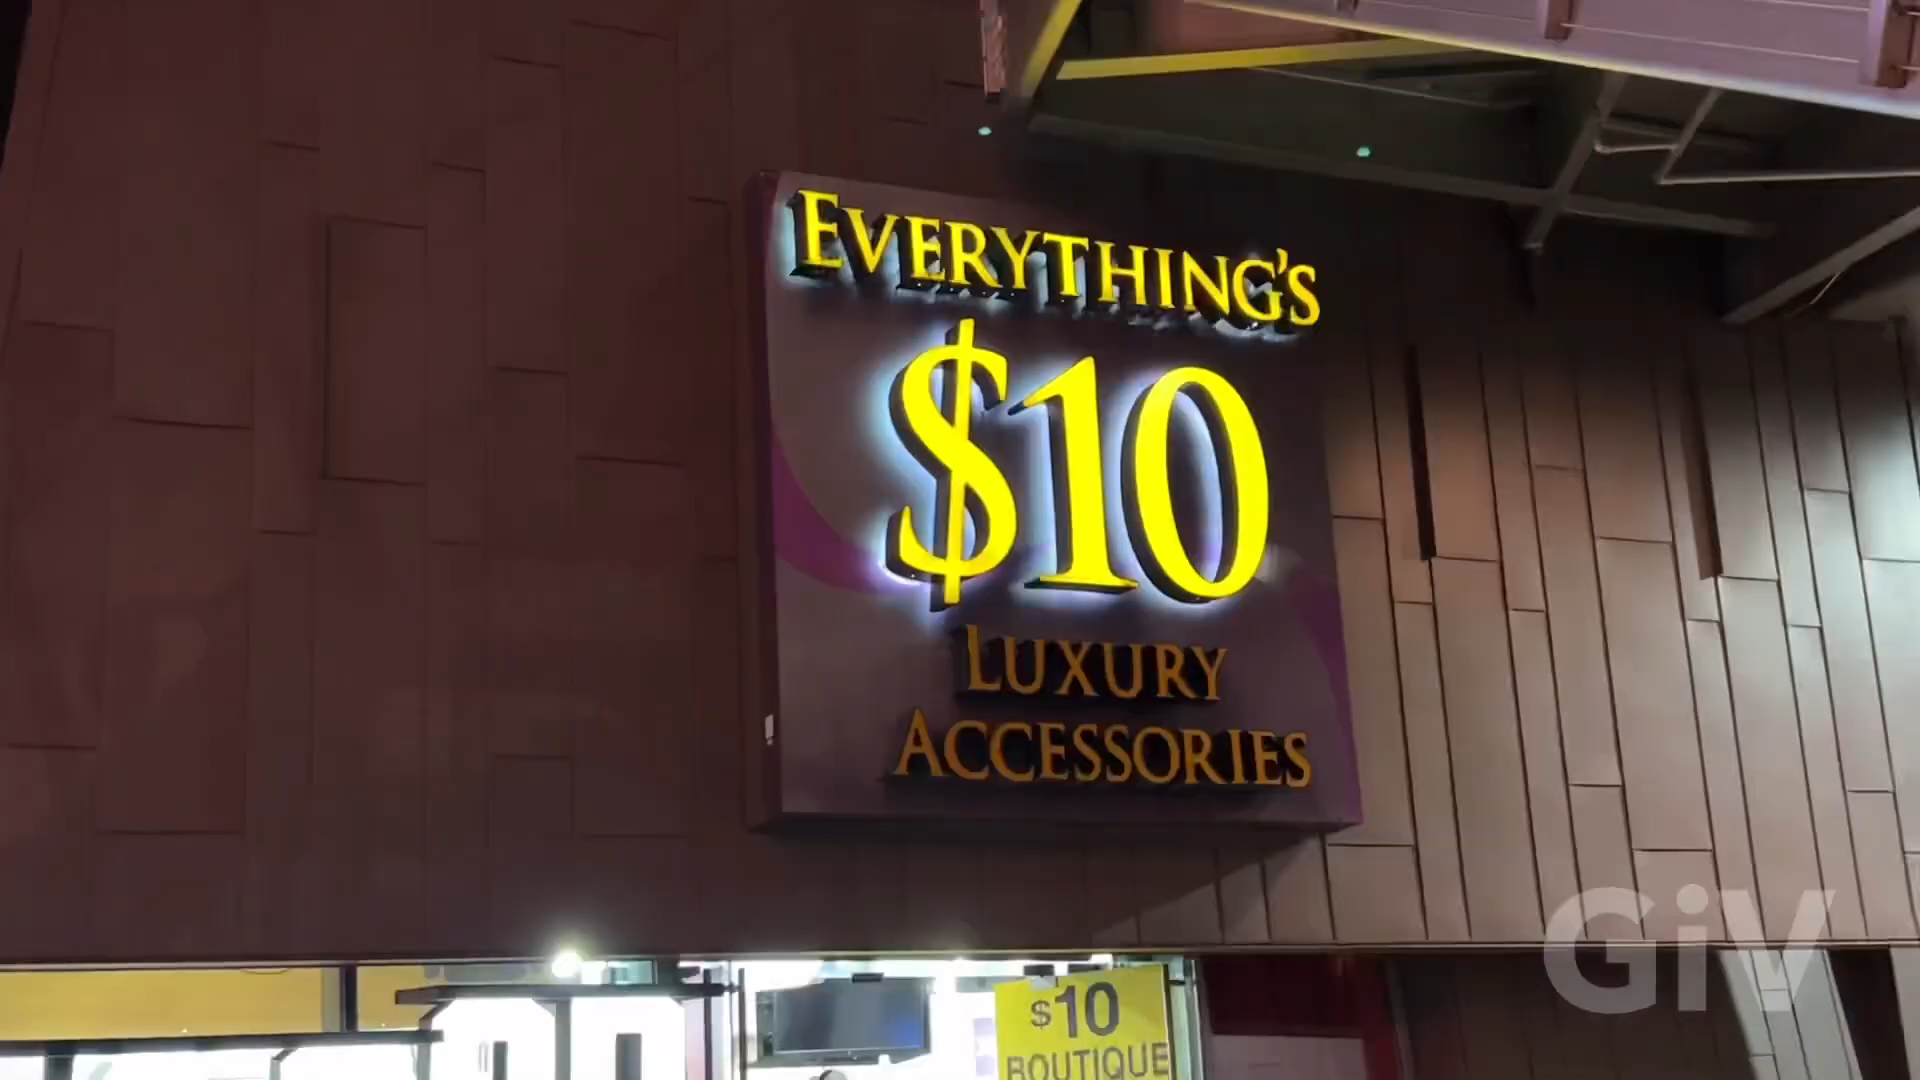 EVERYTHING'S
$10
LUXURY
ACCESSORIES
$10
BOUTIQUE
GiV